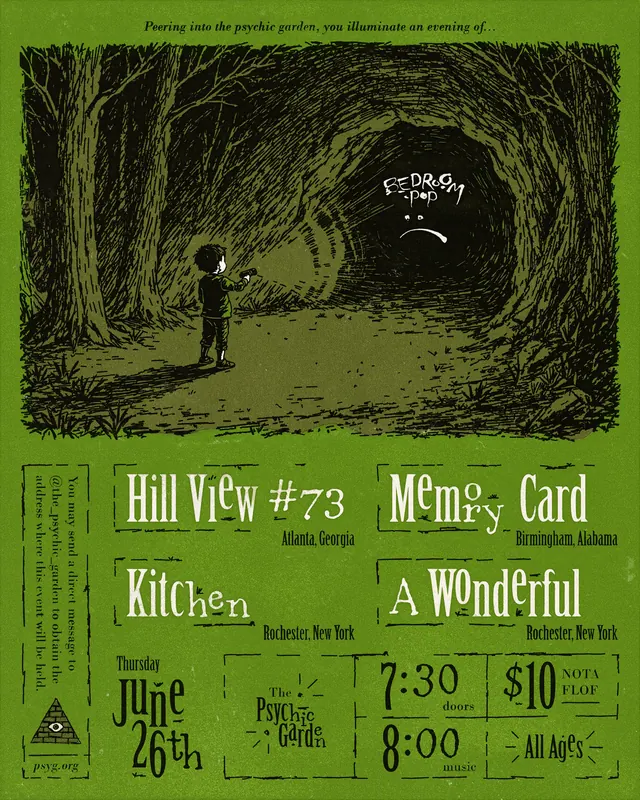 Peering into the psychic garden, you illuminate an evening of...
BEDROOM
-POP
You may send a direct message to
@the_psychic_garden to obtain the
address where this event will be held.
psyg.org
Hill View #73
Atlanta, Georgia
Memory Card
Birmingham, Alabama
Kitchen
Rochester, New York
A Wonderful
Rochester, New York
Thursday
June
26th
The
Psychic
Garden
7:30
doors
8:00
music
$10
NOTA
FLOF
All Ages